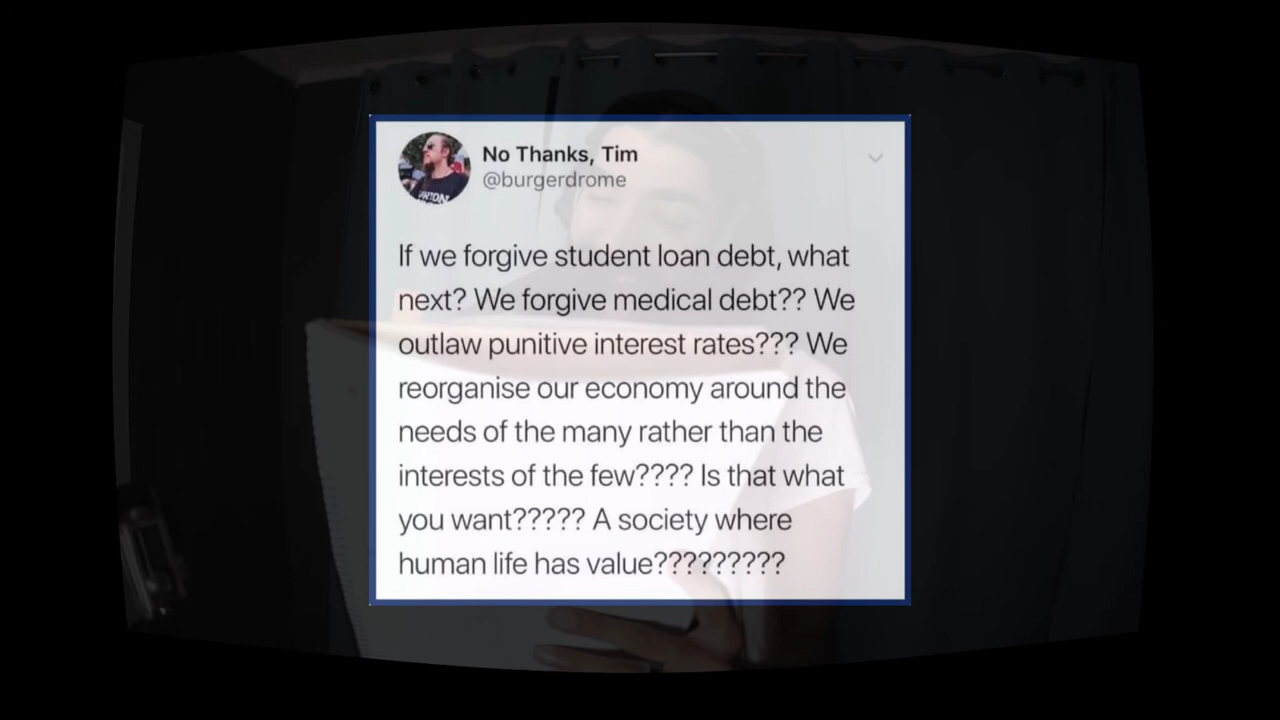 No Thanks, Tim
@burgerdrome
If we forgive student loan debt, what
next? We forgive medical debt?? We
outlaw punitive interest rates??? We
reorganise our economy around the
needs of the many rather than the
interests of the few???? Is that what
you want????? A society where
human life has value?????????